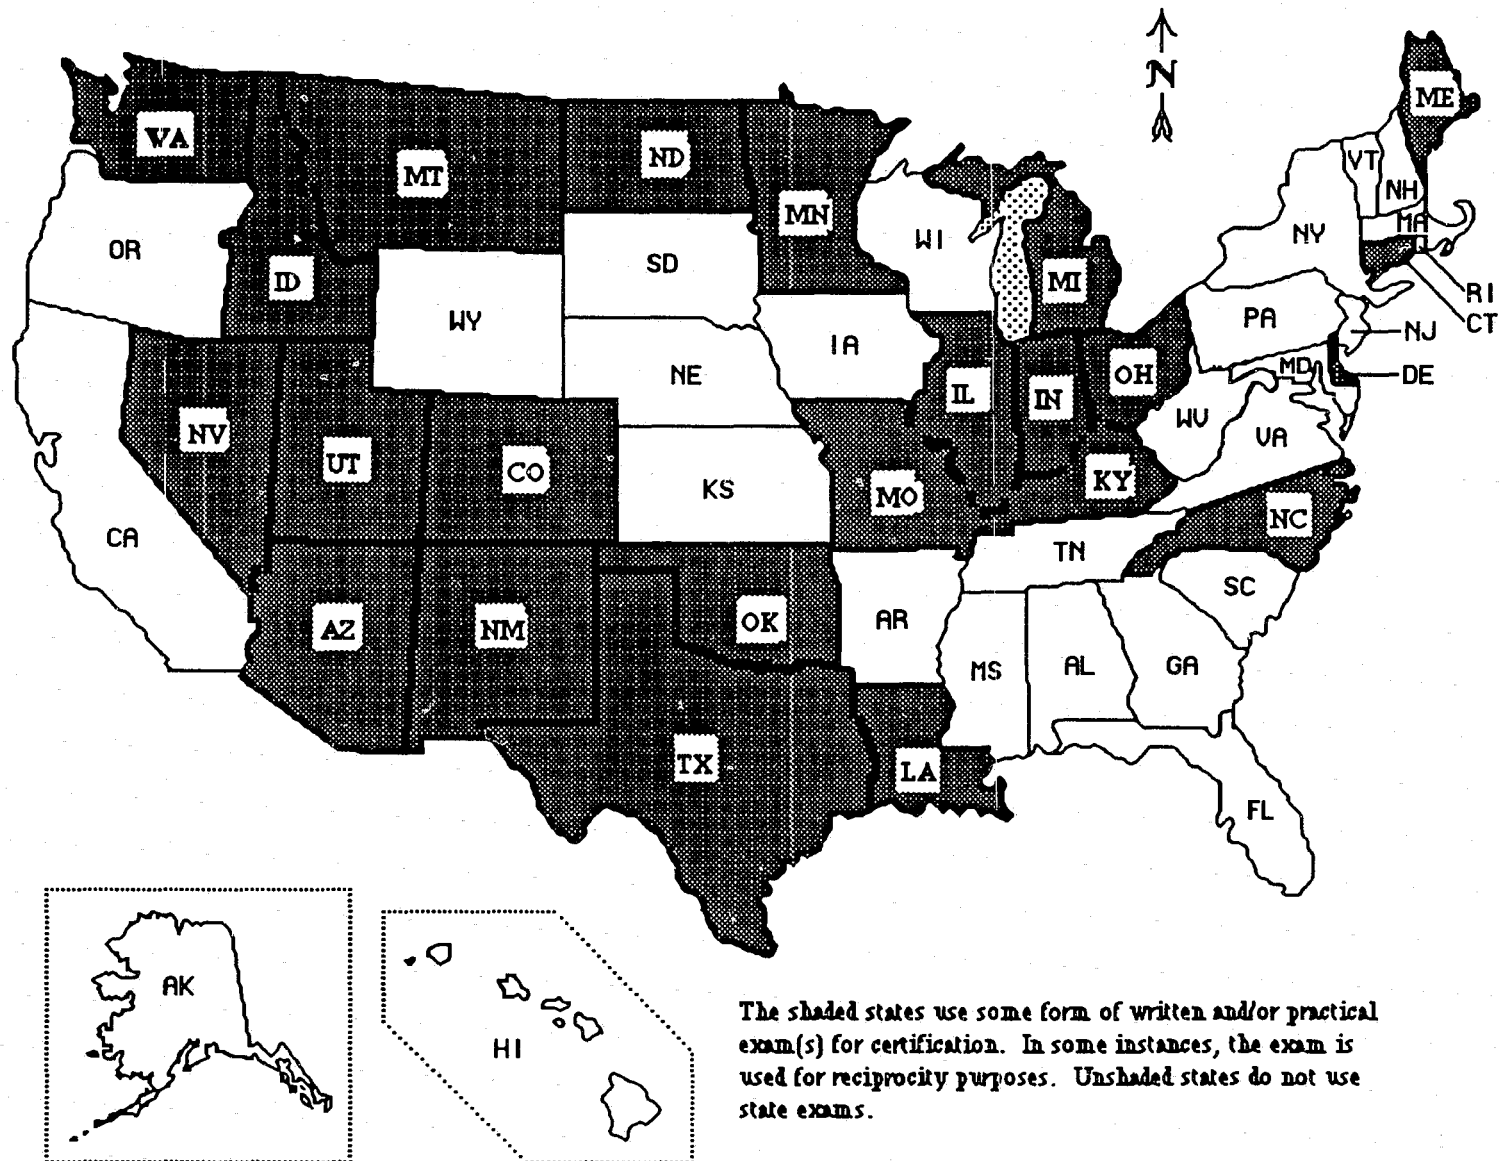 N
ME
WA
VT
ND
MT
NH
MN
MA
OR
WI
NY
SD
ID
MI
RI
WY
PA
CT
IA
NJ
OH
MD
NE
DE
IL
IN
NV
WV
VA
UT
CO
KY
KS
MO
NC
CA
TN
SC
AZ
NM
OK
AR
MS
AL
GA
TX
LA
FL
AK
HI
The shaded states use some form of written and/or practical
exam(s) for certification. In some instances, the exam is
used for reciprocity purposes. Unshaded states do not use
state exams.